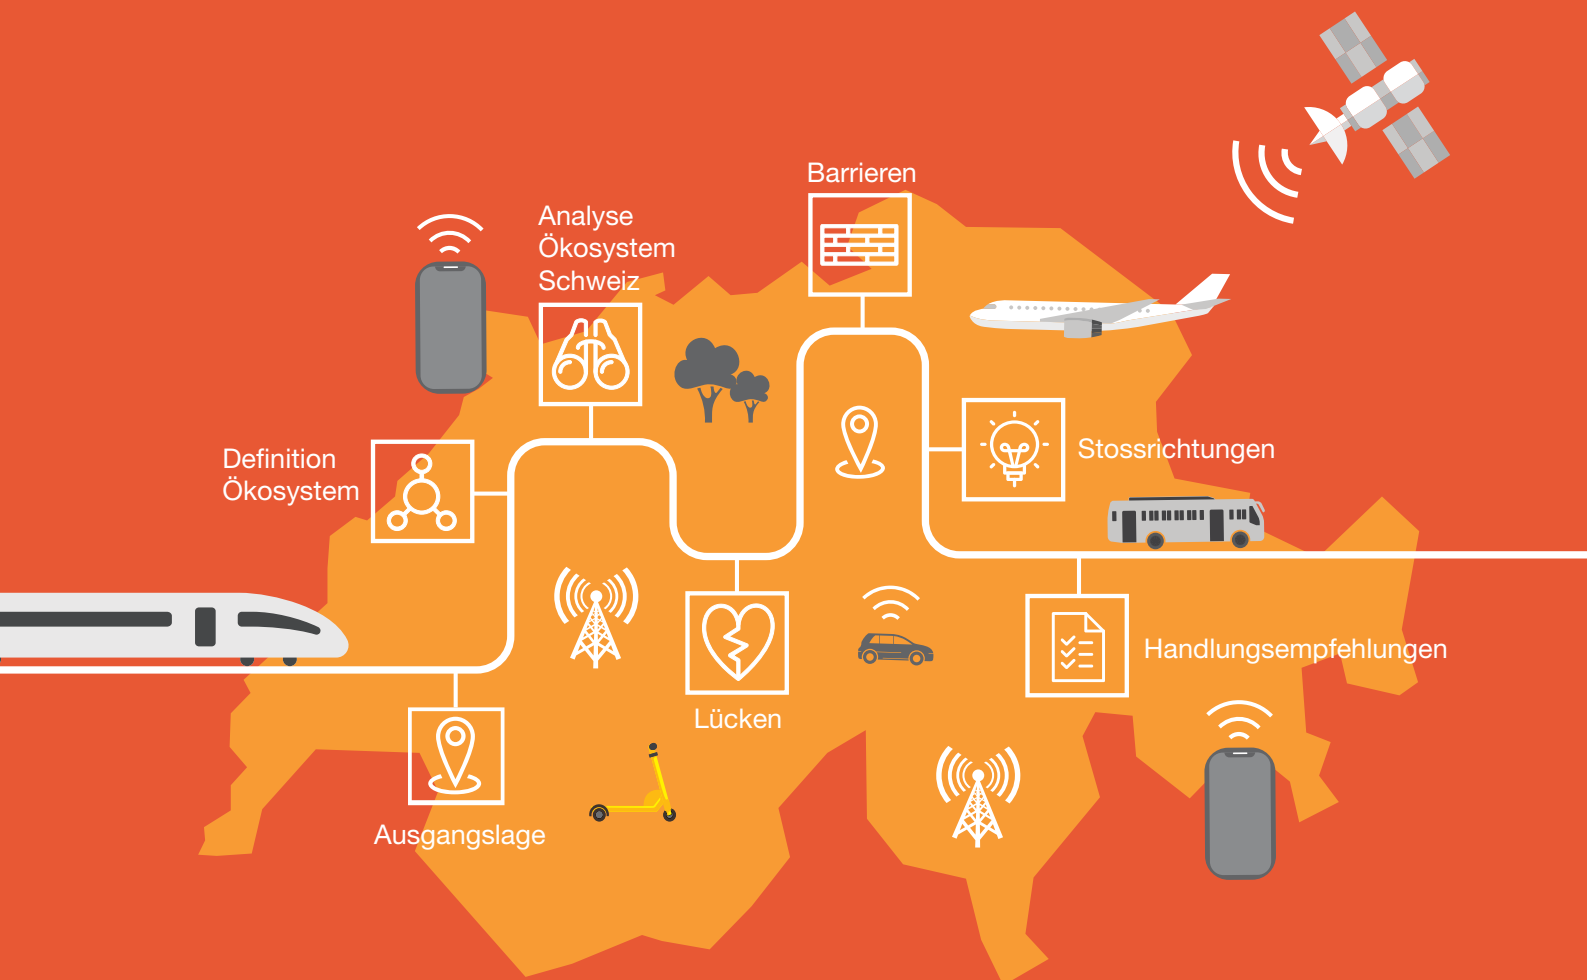 Barrieren
Analyse
Ökosystem
Schweiz
Definition
Ökosystem
Stossrichtungen
Handlungsempfehlungen
Lücken
Ausgangslage